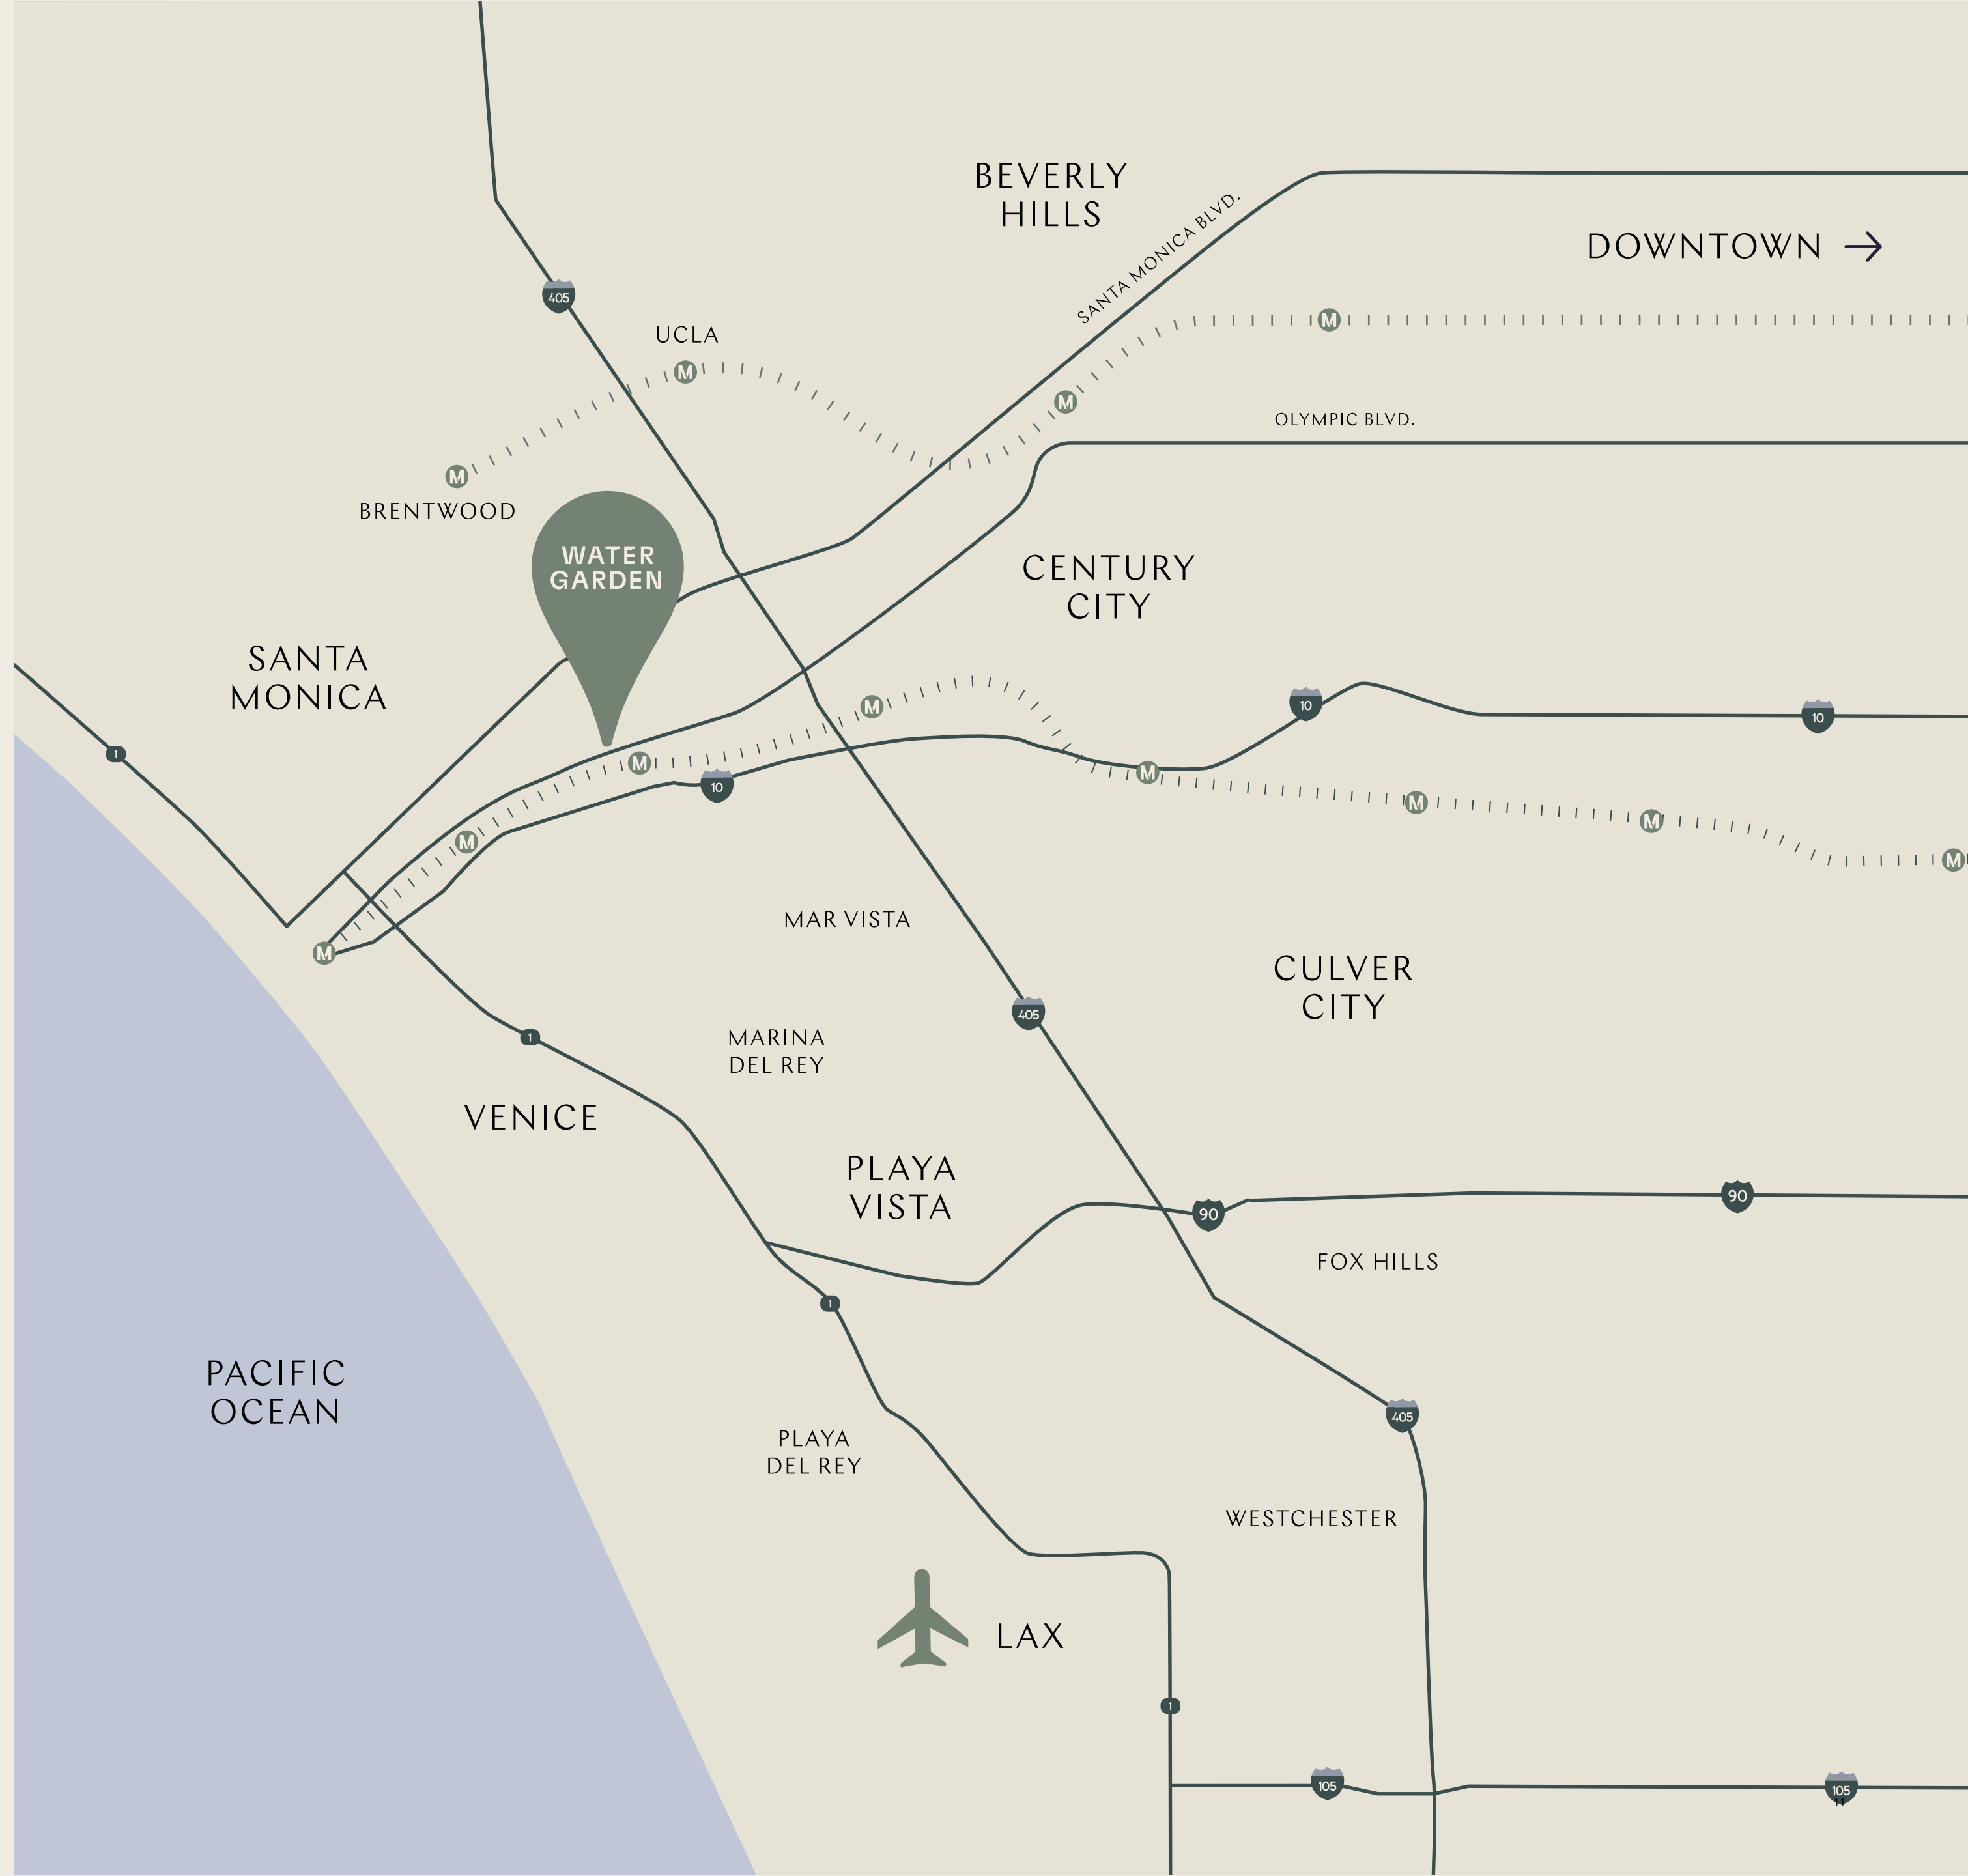 BEVERLY
HILLS
SANTA MONICA BLVD.
DOWNTOWN
405
UCLA
M
M
M
M
OLYMPIC BLVD.
BRENTWOOD
WATER
GARDEN
CENTURY
CITY
SANTA
MONICA
1
M
10
10
M
10
M
M
M
M
M
M
MAR VISTA
CULVER
CITY
405
1
MARINA
DEL REY
VENICE
PLAYA
VISTA
90
90
FOX HILLS
1
PACIFIC
OCEAN
405
PLAYA
DEL REY
WESTCHESTER
LAX
1
105
105
11